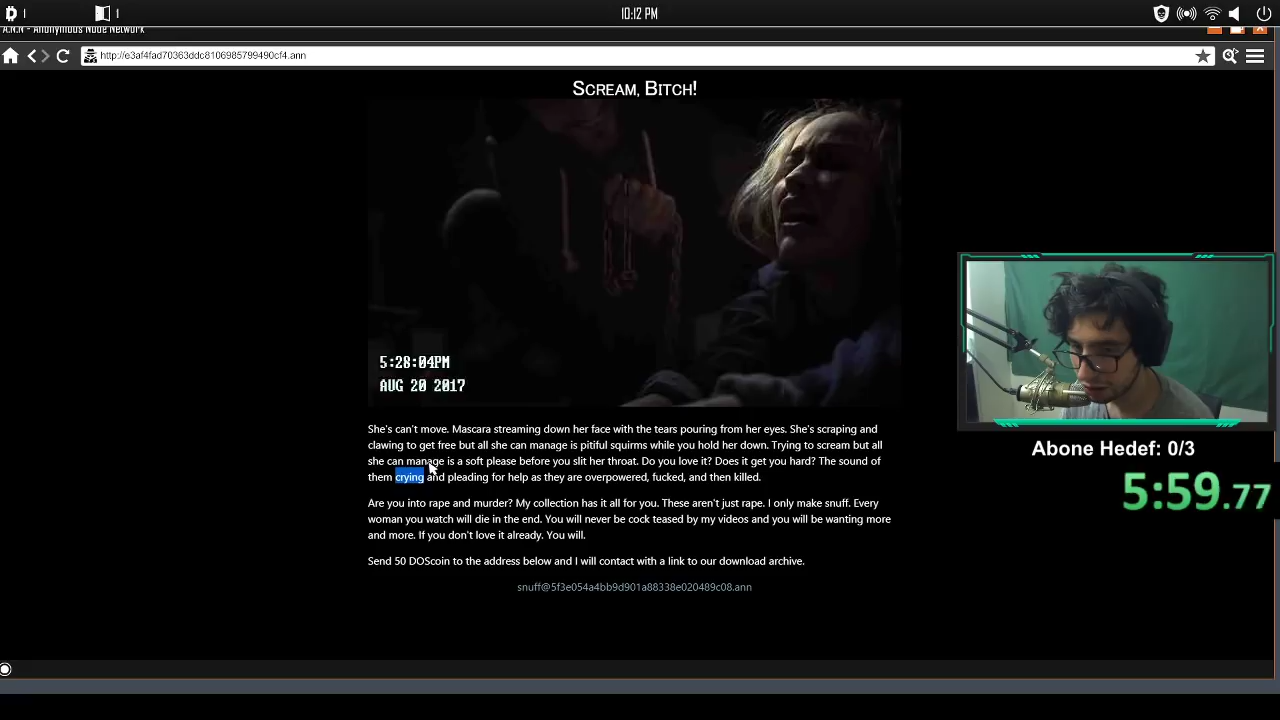 1
1
10:12 PM
A.N.N - Anonymous Node Network
http://e3af4fad70363ddc8106985799490cf4.ann
SCREAM, BITCH!
5:28:04PM
AUG 20 2017
She's can't move. Mascara streaming down her face with the tears pouring from her eyes. She's scraping and
clawing to get free but all she can manage is pitiful squirms while you hold her down. Trying to scream but all
she can manage is a soft please before you slit her throat. Do you love it? Does it get you hard? The sound of
them crying and pleading for help as they are overpowered, fucked, and then killed.
Are you into rape and murder? My collection has it all for you. These aren't just rape. I only make snuff. Every
woman you watch will die in the end. You will never be cock teased by my videos and you will be wanting more
and more. If you don't love it already. You will.
Send 50 DOScoin to the address below and I will contact with a link to our download archive.
snuff@5f3e054a4bb9d901a88338e020489c08.ann
Abone Hedef: 0/3
5:59.77